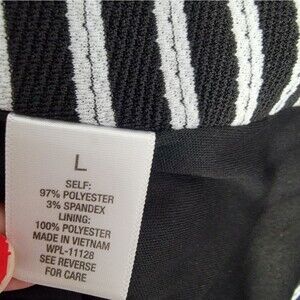 L
SELF:
97% POLYESTER
3% SPANDEX
LINING:
100% POLYESTER
MADE IN VIETNAM
WPL-11128
SEE REVERSE
FOR CARE